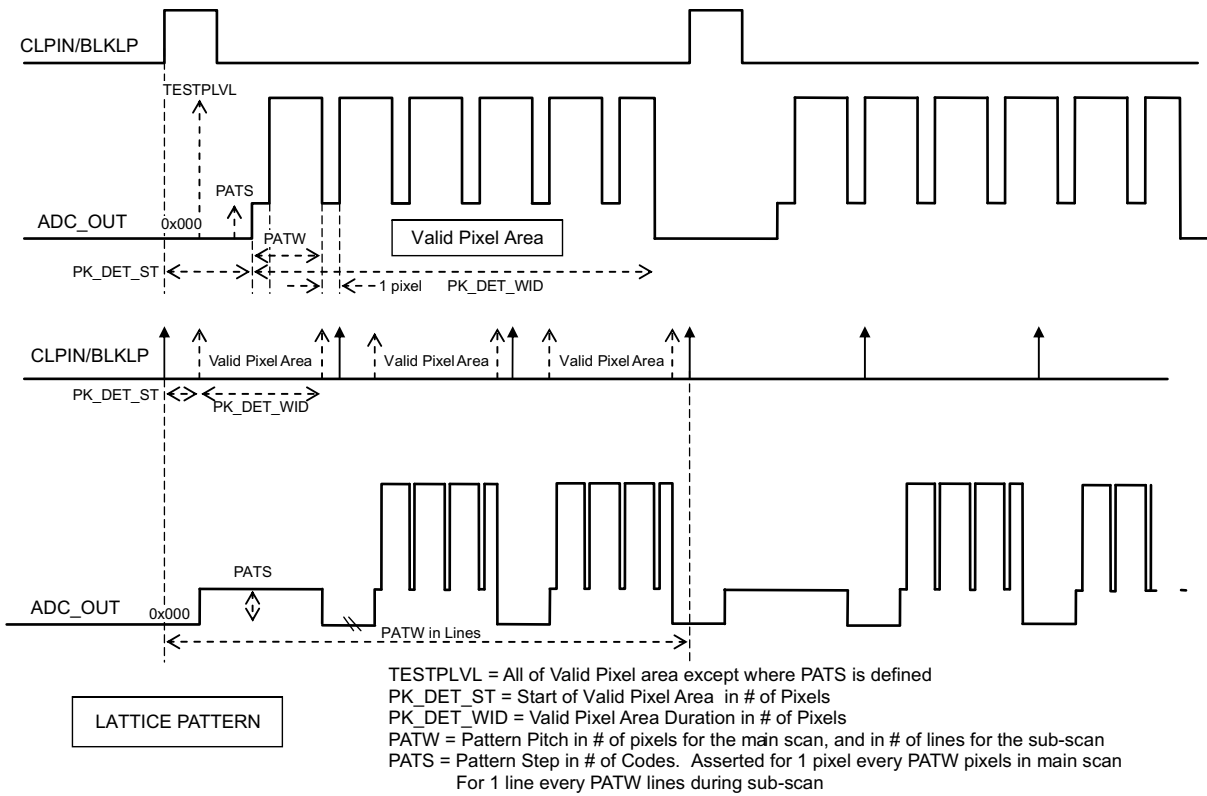 CLPIN/BLKLP
TESTPLVL
PATS
ADC_OUT
0x000
PATW
Valid Pixel Area
PK_DET_ST
1 pixel
PK_DET_WID
CLPIN/BLKLP
Valid Pixel Area
Valid Pixel Area
Valid Pixel Area
PK_DET_ST
PK_DET_WID
PATS
ADC_OUT
0x000
PATW in Lines
LATTICE PATTERN
TESTPLVL = All of Valid Pixel area except where PATS is defined
PK_DET_ST = Start of Valid Pixel Area in # of Pixels
PK_DET_WID = Valid Pixel Area Duration in # of Pixels
PATW = Pattern Pitch in # of pixels for the main scan, and in # of lines for the sub-scan
PATS = Pattern Step in # of Codes. Asserted for 1 pixel every PATW pixels in main scan
For 1 line every PATW lines during sub-scan